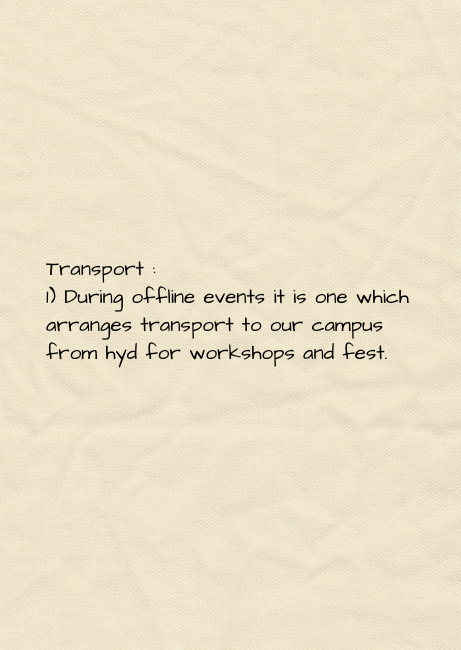 Transport :
1) During offline events it is one which
arranges transport to our campus
from hyd for workshops and fest.